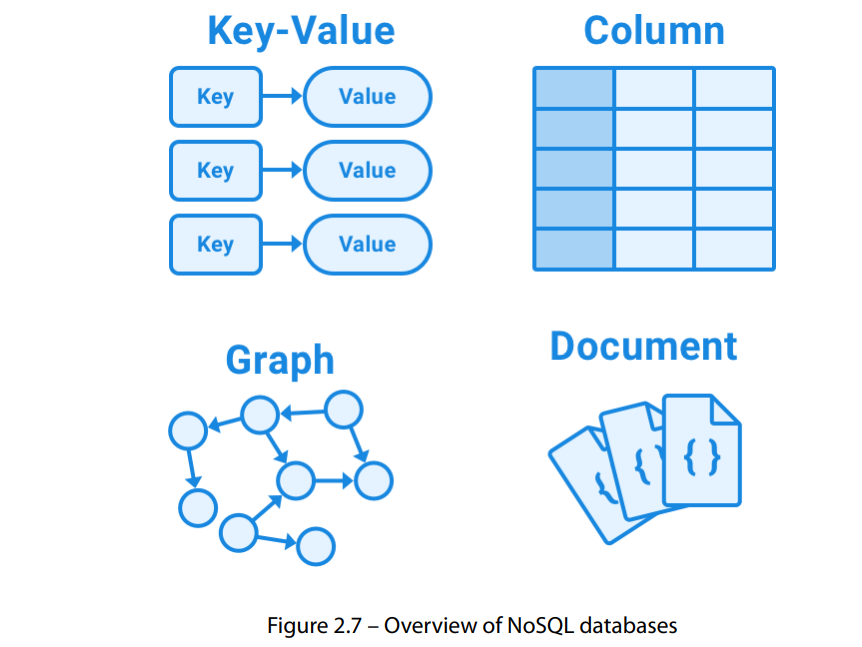 Key-Value
Key
Value
Key
Value
Key
Value
Column
Graph
Document
{
{
{ }
Figure 2.7 – Overview of NoSQL databases